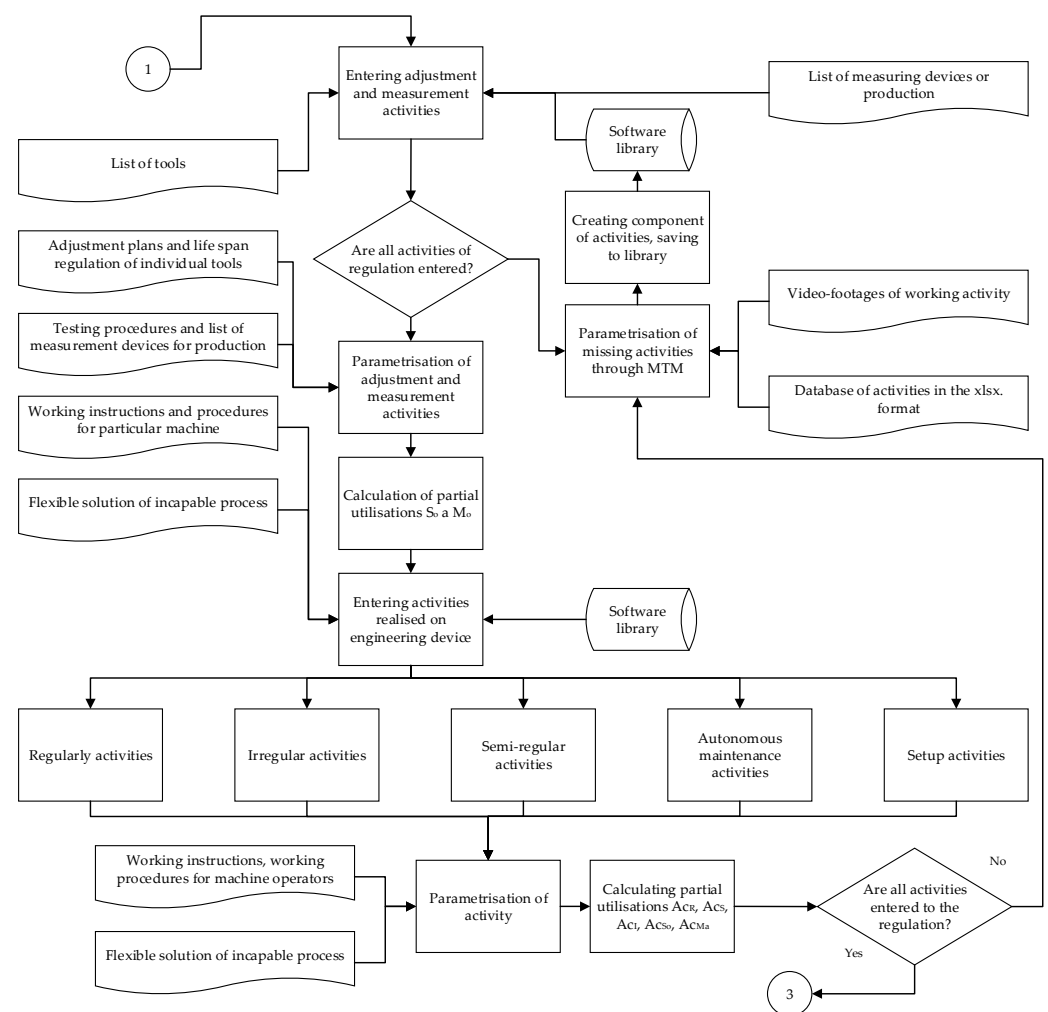 1
Entering adjustment
and measurement
activities
List of measuring devices or
production
Software
library
List of tools
Creating component
of activities, saving
to library
Adjustment plans and life span
regulation of individual tools
Are all activities of
regulation entered?
Video-footages of working activity
Testing procedures and list of
measurement devices for production
Parametrisation of
missing activities
through MTM
Parametrisation of
adjustment and
measurement
activities
Database of activities in the xlsx.
format
Working instructions and procedures
for particular machine
Calculation of partial
utilisations Sₒ a Mₒ
Flexible solution of incapable process
Entering activities
realised on
engineering device
Software
library
Regularly activities
Irregular activities
Semi-regular
activities
Autonomous
maintenance
activities
Setup activities
Working instructions, working
procedures for machine operators
Parametrisation of
activity
Calculating partial
utilisations AcR, AcS,
AcI, AcSo, AcMa
Are all activities
entered to the
regulation?
No
Flexible solution of incapable process
Yes
3